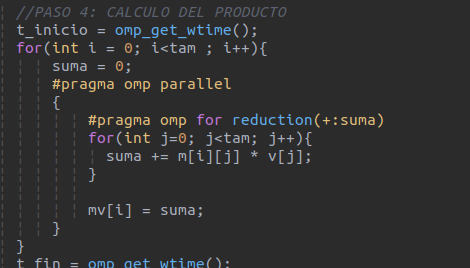 //PASO 4: CALCULO DEL PRODUCTO
t_inicio = omp_get_wtime();
for(int i = 0; i<tam ; i++){
suma = 0;
#pragma omp parallel
{
#pragma omp for reduction(+:suma)
for(int j=0; j<tam; j++){
suma += m[i][j] * v[j];
}
mv[i] = suma;
}
}
t_fin = omp_get_wtime();